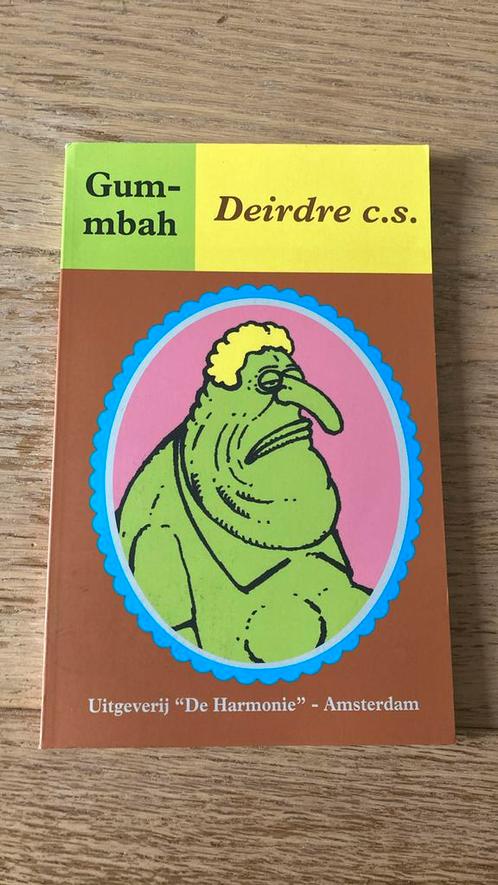 Gum-
mbah
Deirdre c.s.
Uitgeverij “De Harmonie” - Amsterdam